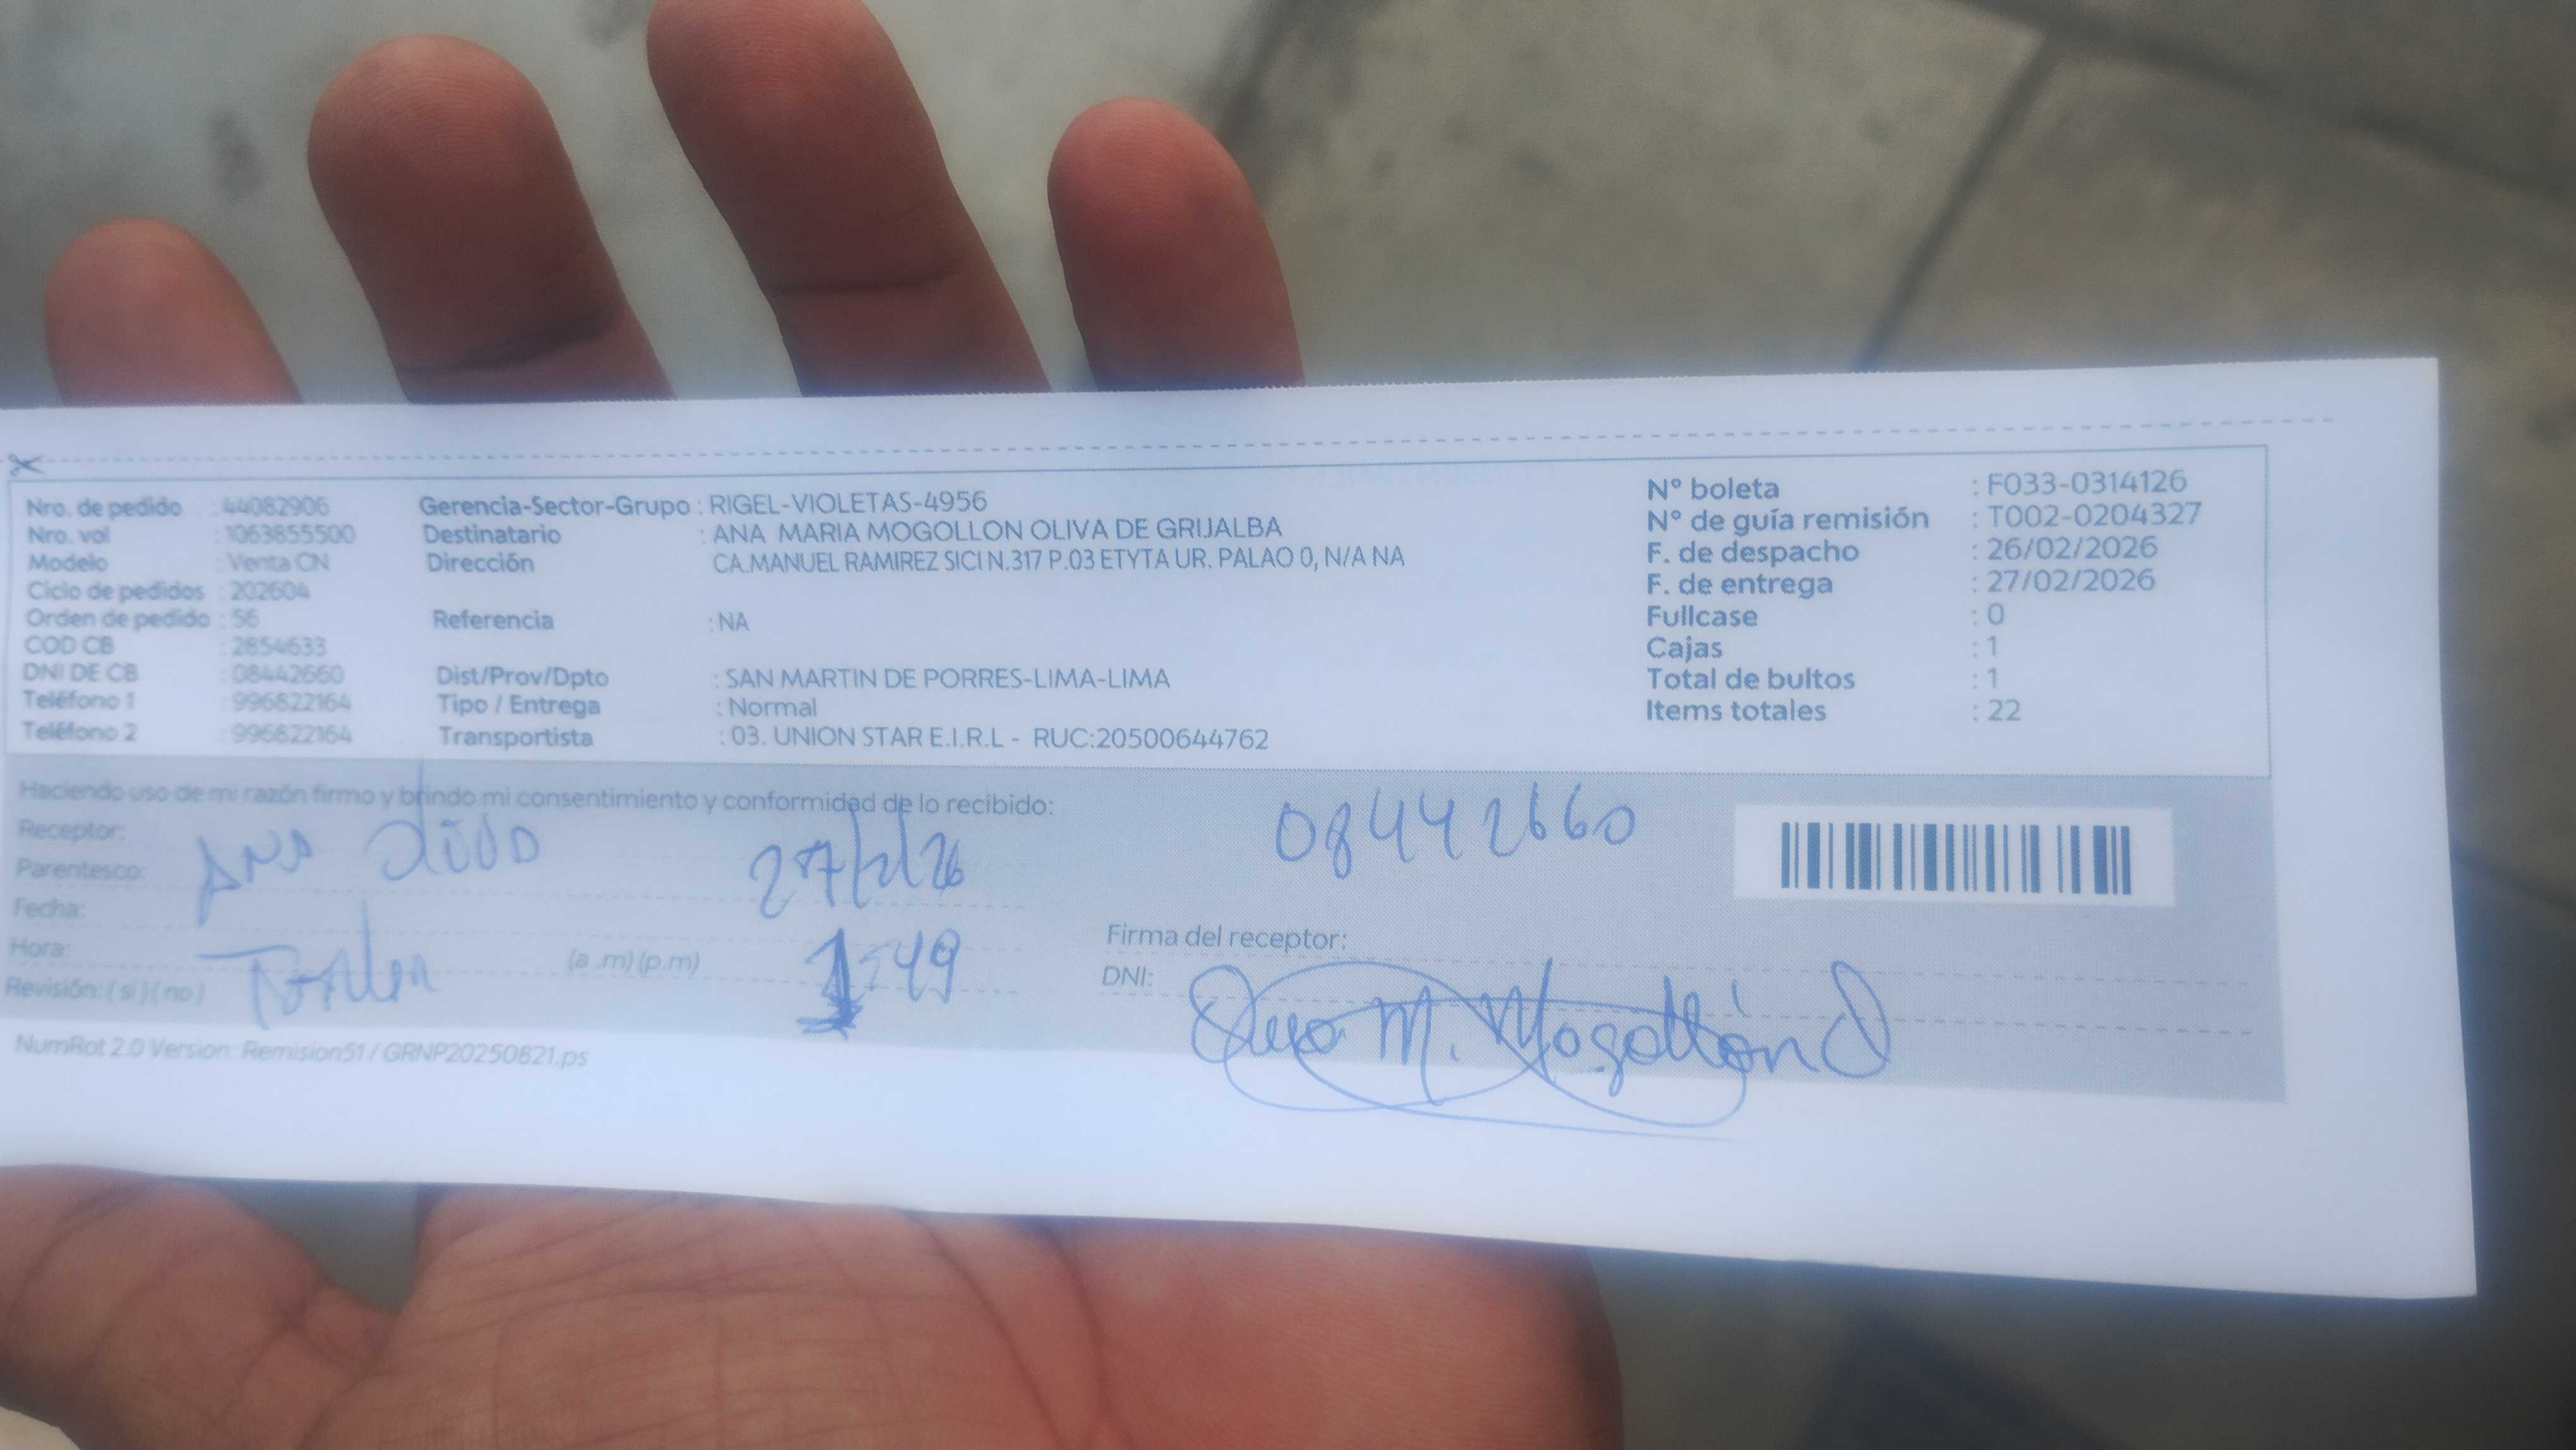 Nro. de pedido : 44082906
Nro. vol : 1063855500
Modelo : Venta CN
Ciclo de pedidos : 202604
Orden de pedido : 56
COD CB : 2854633
DNI DE CB : 08442660
Teléfono 1 : 996822164
Teléfono 2 : 996822164
Gerencia-Sector-Grupo : RIGEL-VIOLETAS-4956
Destinatario : ANA MARIA MOGOLLON OLIVA DE GRIJALBA
Dirección CA.MANUEL RAMIREZ SICI N.317 P.03 ETYTA UR. PALAO 0, N/A NA
Referencia : NA
Dist/Prov/Dpto : SAN MARTIN DE PORRES-LIMA-LIMA
Tipo / Entrega : Normal
Transportista : 03. UNION STAR E.I.R.L - RUC:20500644762
Nº boleta : F033-0314126
Nº de guía remisión : T002-0204327
F. de despacho : 26/02/2026
F. de entrega : 27/02/2026
Fullcase : 0
Cajas : 1
Total de bultos : 1
Items totales : 22
Haciendo uso de mi razón firmo y brindo mi consentimiento y conformidad de lo recibido:
Receptor:
Parentesco: Ana
Fecha: 27/2/26
Hora: (a.m) (p.m) 1:49
Revisión: ( si ) ( no )
08442660
Firma del receptor:
DNI:
M. Mogollón O
NumRot 2.0 Version: Remision51 / GRNP20250821.ps